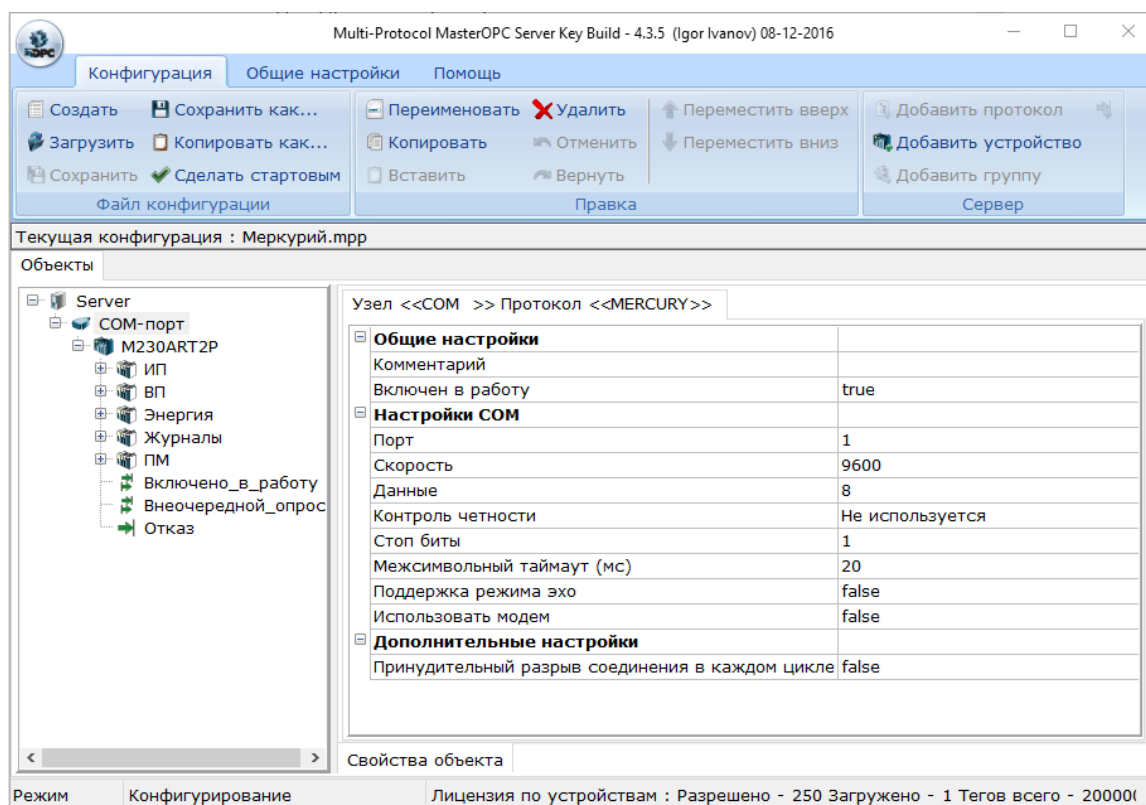 Multi-Protocol MasterOPC Server Key Build - 4.3.5 (Igor Ivanov) 08-12-2016
Конфигурация Общие настройки Помощь
Создать Сохранить как... Переименовать Удалить Переместить вверх Добавить протокол
Загрузить Копировать как... Копировать Отменить Переместить вниз Добавить устройство
Сохранить Сделать стартовым Вставить Вернуть Добавить группу
Файл конфигурации Правка Сервер
Текущая конфигурация : Меркурий.mpp
Объекты
Server
COM-порт
M230ART2P
ИП
ВП
Энергия
Журналы
ПМ
Включено_в_работу
Внеочередной_опрос
Отказ
Узел <<COM >> Протокол <<MERCURY>>
Общие настройки
Комментарий
Включен в работу true
Настройки COM
Порт 1
Скорость 9600
Данные 8
Контроль четности Не используется
Стоп биты 1
Межсимвольный таймаут (мс) 20
Поддержка режима эхо false
Использовать модем false
Дополнительные настройки
Принудительный разрыв соединения в каждом цикле false
Свойства объекта
Режим Конфигурирование Лицензия по устройствам : Разрешено - 250 Загружено - 1 Тегов всего -